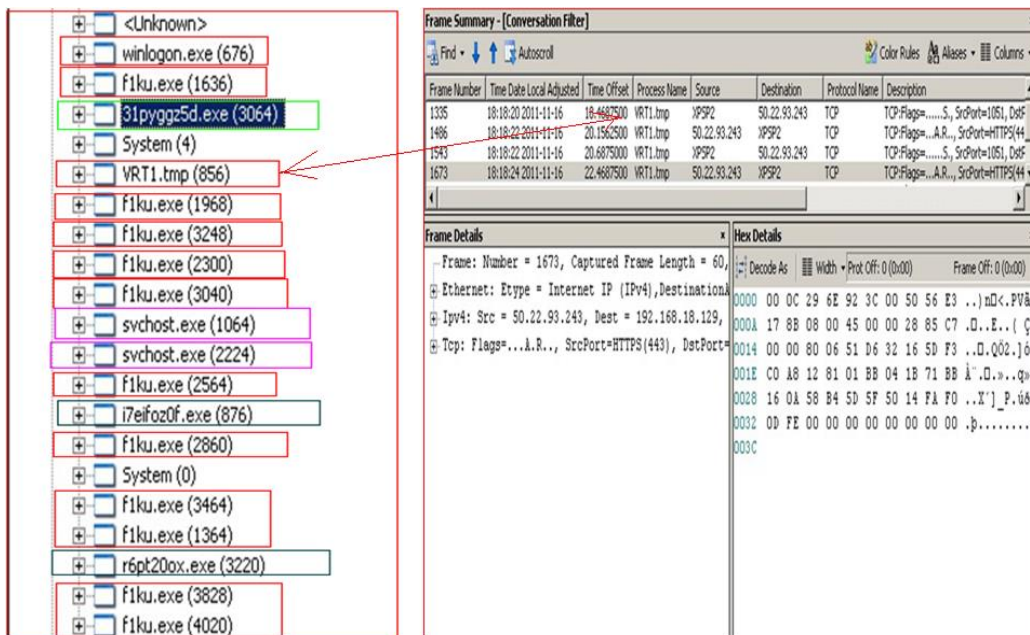 <Unknown>
winlogon.exe (676)
f1ku.exe (1636)
31pyggz5d.exe (3064)
System (4)
VRT1.tmp (856)
f1ku.exe (1968)
f1ku.exe (3248)
f1ku.exe (2300)
f1ku.exe (3040)
svchost.exe (1064)
svchost.exe (2224)
f1ku.exe (2564)
i7eifoz0f.exe (876)
f1ku.exe (2860)
System (0)
f1ku.exe (3464)
f1ku.exe (1364)
r6pt20ox.exe (3220)
f1ku.exe (3828)
f1ku.exe (4020)
Frame Summary - [Conversation Filter]
Find Autoscroll Color Rules Aliases Columns
Frame Number Time Date Local Adjusted Time Offset Process Name Source Destination Protocol Name Description
1335 18:18:20 2011-11-16 18.4687500 VRT1.tmp XPSP2 50.22.93.243 TCP TCP:Flags=......S., SrcPort=1051, DstP
1486 18:18:22 2011-11-16 20.1562500 VRT1.tmp 50.22.93.243 XPSP2 TCP TCP:Flags=...A.R.., SrcPort=HTTPS(44
1543 18:18:22 2011-11-16 20.6875000 VRT1.tmp XPSP2 50.22.93.243 TCP TCP:Flags=......S., SrcPort=1051, DstP
1673 18:18:24 2011-11-16 22.4687500 VRT1.tmp 50.22.93.243 XPSP2 TCP TCP:Flags=...A.R.., SrcPort=HTTPS(44
Frame Details x
Frame: Number = 1673, Captured Frame Length = 60,
Ethernet: Etype = Internet IP (IPv4),DestinationA
Ipv4: Src = 50.22.93.243, Dest = 192.168.18.129,
Tcp: Flags=...A.R.., SrcPort=HTTPS(443), DstPort=
Hex Details
Decode As Width Prot Off: 0 (0x00) Frame Off: 0 (0x00)
0000 00 0C 29 6E 92 3C 00 50 56 E3
000A 17 8B 08 00 45 00 00 28 85 C7
0014 00 00 80 06 51 D6 32 16 5D F3
001E C0 A8 12 81 01 BB 04 1B 71 BB
0028 16 0A 58 B4 5D 5F 50 14 FA F0
0032 0D FE 00 00 00 00 00 00 00 00
003C